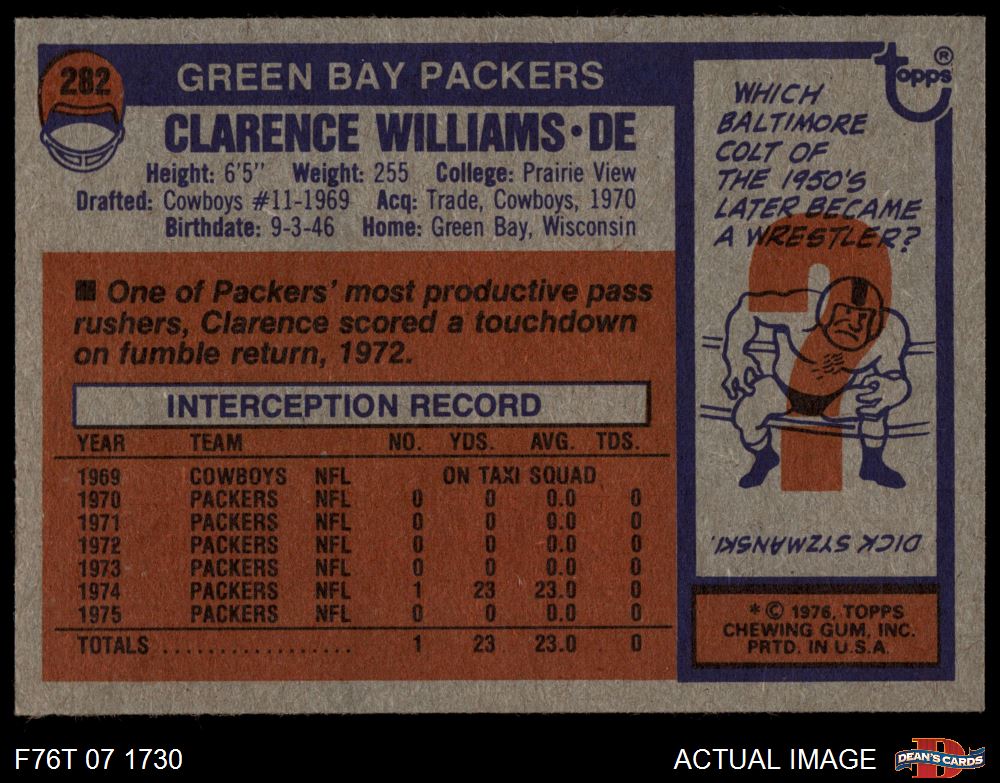 282
GREEN BAY PACKERS
CLARENCE WILLIAMS • DE
Height: 6'5" Weight: 255 College: Prairie View
Drafted: Cowboys #11-1969 Acq: Trade, Cowboys, 1970
Birthdate: 9-3-46 Home: Green Bay, Wisconsin
■ One of Packers' most productive pass
rushers, Clarence scored a touchdown
on fumble return, 1972.
INTERCEPTION RECORD
YEAR TEAM NO. YDS. AVG. TDS.
1969 COWBOYS NFL ON TAXI SQUAD
1970 PACKERS NFL 0 0 0.0 0
1971 PACKERS NFL 0 0 0.0 0
1972 PACKERS NFL 0 0 0.0 0
1973 PACKERS NFL 0 0 0.0 0
1974 PACKERS NFL 1 23 23.0 0
1975 PACKERS NFL 0 0 0.0 0
TOTALS .................. 1 23 23.0 0
topps ®
WHICH
BALTIMORE
COLT OF
THE 1950'S
LATER BECAME
A WRESTLER?
?
DICK SYZMANSKI.
* © 1976, TOPPS
CHEWING GUM, INC.
PRTD. IN U.S.A.
F76T 07 1730
ACTUAL IMAGE
D
DEAN'S CARDS